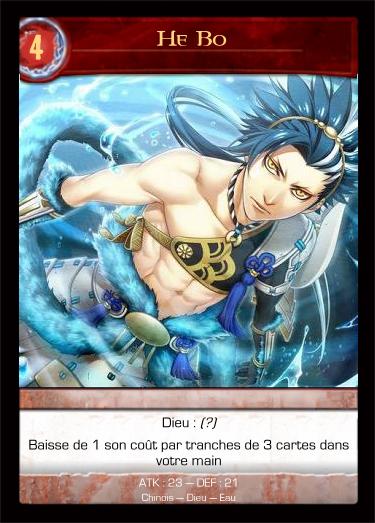 4
He Bo
Dieu : (?)
Baisse de 1 son coût par tranches de 3 cartes dans
votre main
ATK : 23 — DEF : 21
Chinois — Dieu — Eau